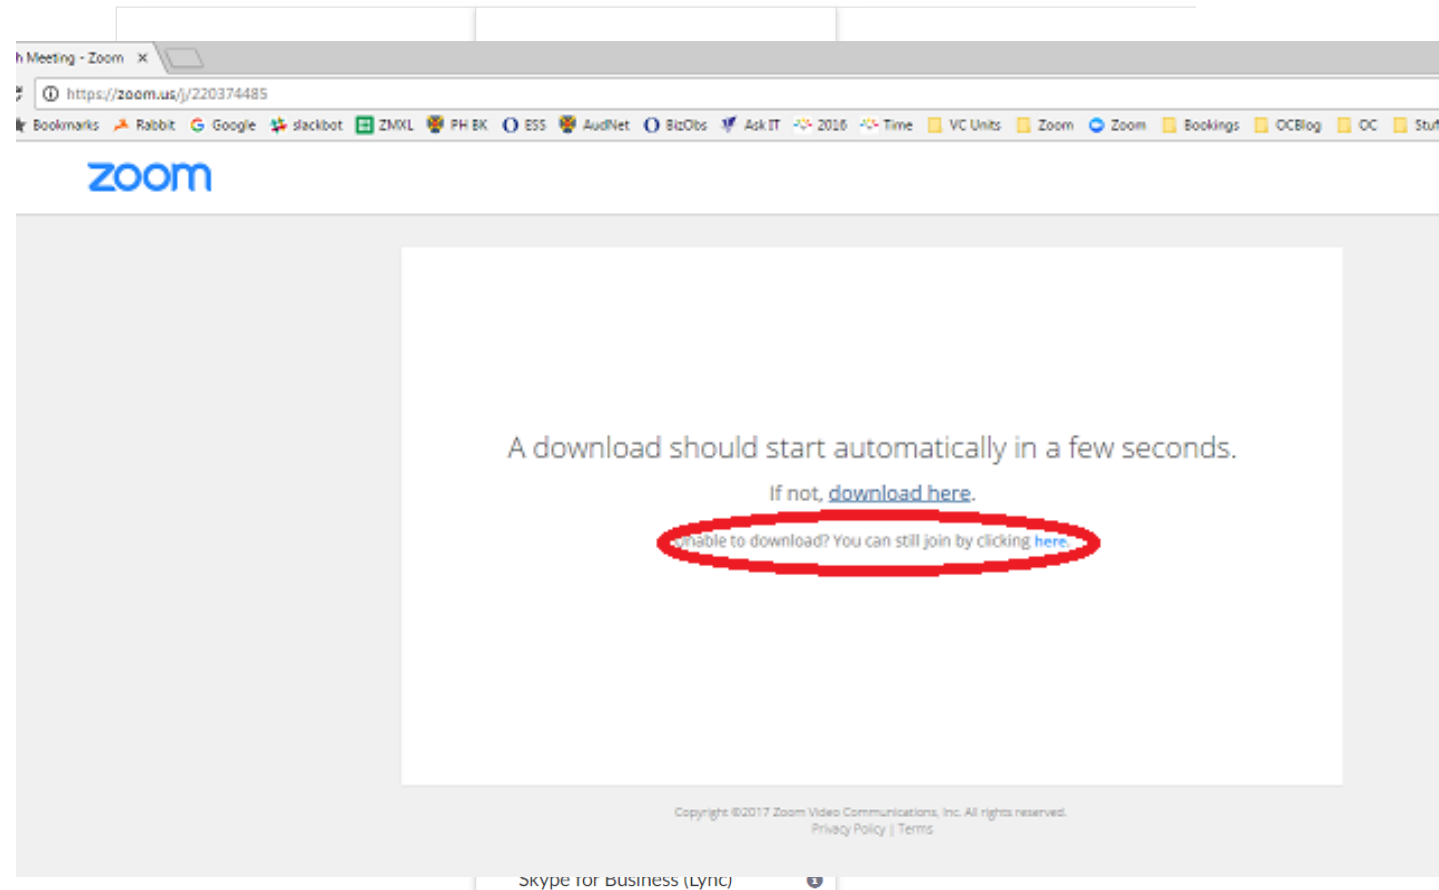 h Meeting - Zoom x
https://zoom.us/j/220374485
Bookmarks Rabbit G Google slackbot ZMXL PH BK ESS AudNet BizObs Ask IT 2016 Time VC Units Zoom Zoom Bookings OCBlog OC Stuf
zoom
A download should start automatically in a few seconds.
If not, download here.
Unable to download? You can still join by clicking here.
Copyright ©2017 Zoom Video Communications, Inc. All rights reserved.
Privacy Policy | Terms
Skype for Business (Lync)